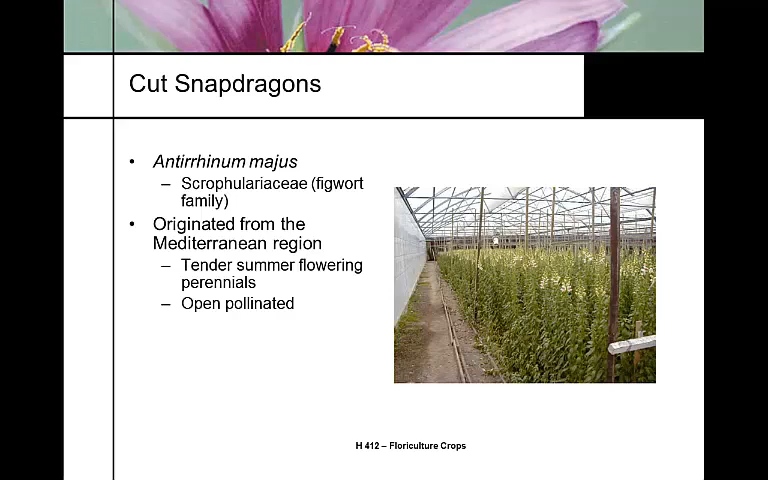 Cut Snapdragons
• Antirrhinum majus
– Scrophulariaceae (figwort
family)
• Originated from the
Mediterranean region
– Tender summer flowering
perennials
– Open pollinated
H 412 – Floriculture Crops